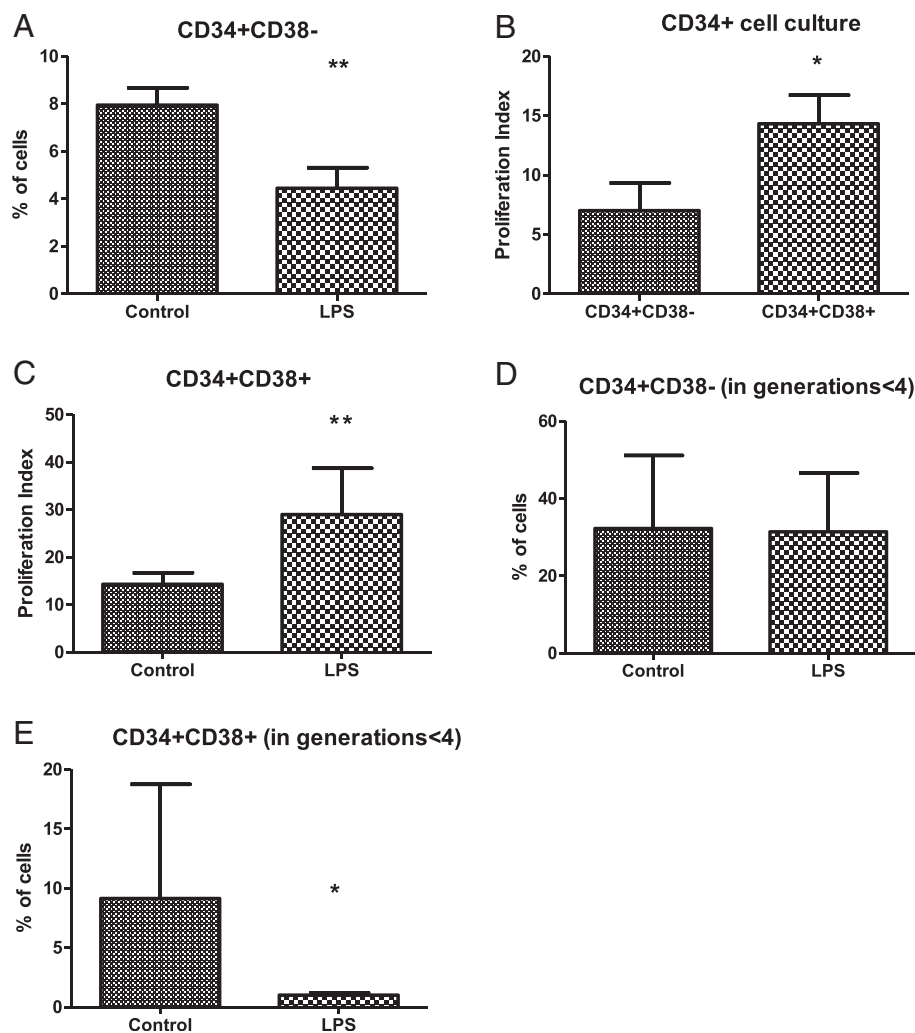 A
CD34+CD38-
% of cells
10
8
6
4
2
0
**
Control LPS
B
CD34+ cell culture
Proliferation Index
20
15
10
5
0
*
CD34+CD38- CD34+CD38+
C
CD34+CD38+
Proliferation Index
50
40
30
20
10
0
**
Control LPS
D
CD34+CD38- (in generations<4)
% of cells
60
40
20
0
Control LPS
E
CD34+CD38+ (in generations<4)
% of cells
20
15
10
5
0
*
Control LPS